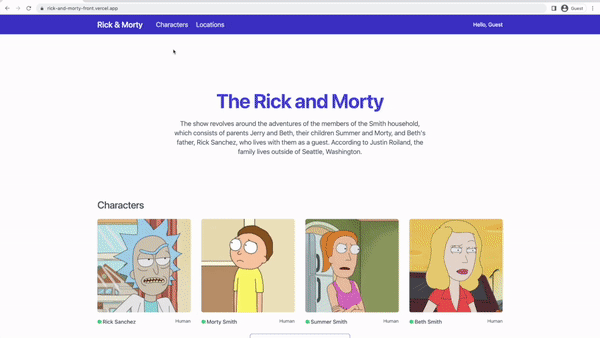 rick-and-morty-front.vercel.app
Guest
Rick & Morty
Characters
Locations
Hello, Guest
The Rick and Morty
The show revolves around the adventures of the members of the Smith household,
which consists of parents Jerry and Beth, their children Summer and Morty, and Beth's
father, Rick Sanchez, who lives with them as a guest. According to Justin Roiland, the
family lives outside of Seattle, Washington.
Characters
Rick Sanchez
Human
Morty Smith
Human
Summer Smith
Human
Beth Smith
Human